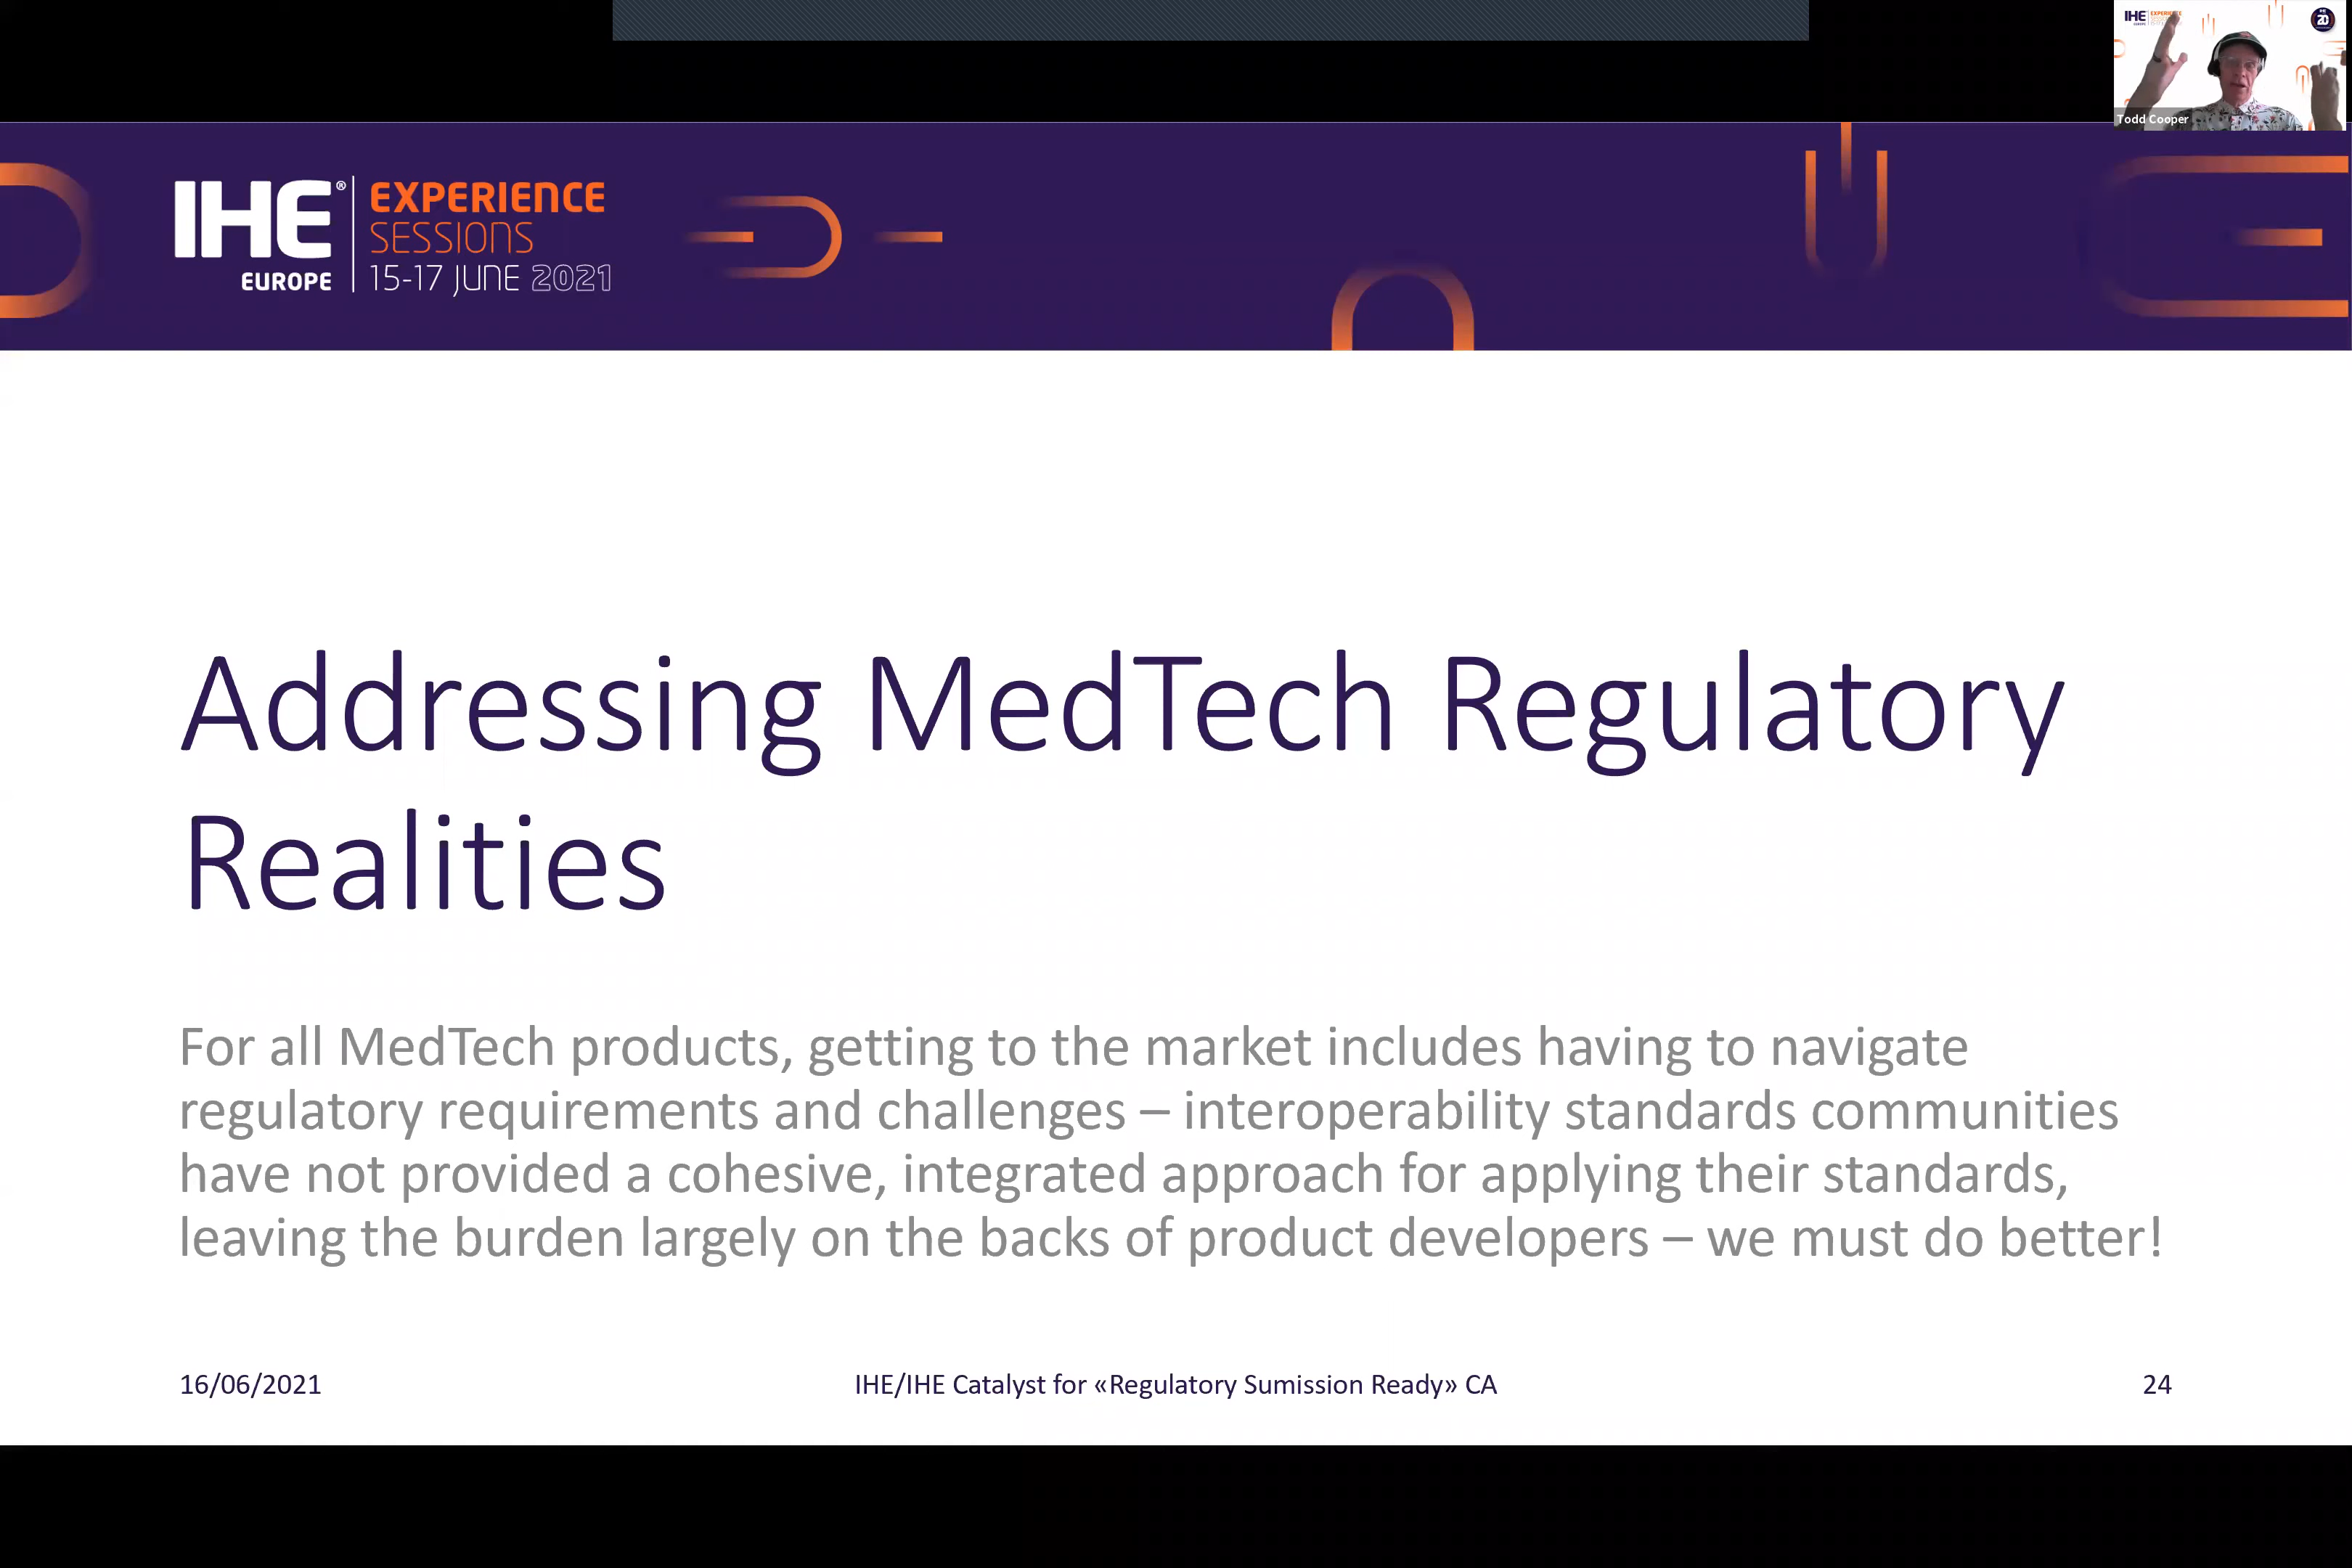 IHE® EXPERIENCE
SESSIONS
EUROPE 15-17 JUNE 2021
IHE EXPERIENCE
20
Todd Cooper
Addressing MedTech Regulatory
Realities
For all MedTech products, getting to the market includes having to navigate
regulatory requirements and challenges – interoperability standards communities
have not provided a cohesive, integrated approach for applying their standards,
leaving the burden largely on the backs of product developers – we must do better!
16/06/2021
IHE/IHE Catalyst for «Regulatory Sumission Ready» CA
24